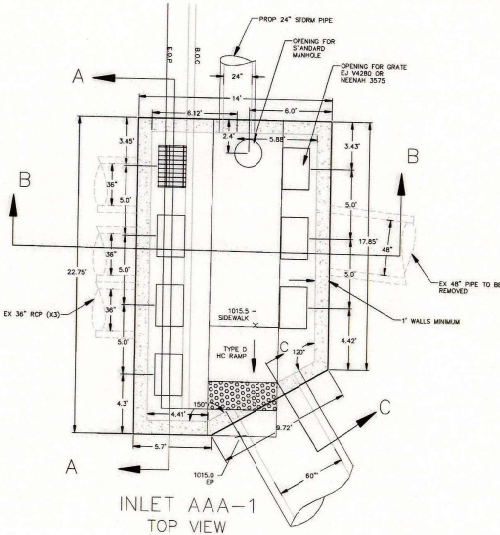 PROP 24" STORM PIPE
OPENING FOR
STANDARD
MANHOLE
OPENING FOR GRATE
EJ V4280 OR
NEENAH 3575
E.O.P
B.O.C
A
24"
14'
6.12'
6.0'
3.45'
2.4'
5.88'
3.43'
B
36"
5.0'
5.0'
B
36"
5.0'
48"
17.85'
22.75'
5.0'
EX 48" PIPE TO BE
REMOVED
EX 36" RCP (X3)
36"
1015.5 -
SIDEWALK
1' WALLS MINIMUM
5.0'
TYPE D
HC RAMP
4.42'
C
120°
4.3'
150°
4.41'
9.72'
C
5.7'
A
1015.0
EP
60"
INLET AAA-1
TOP VIEW